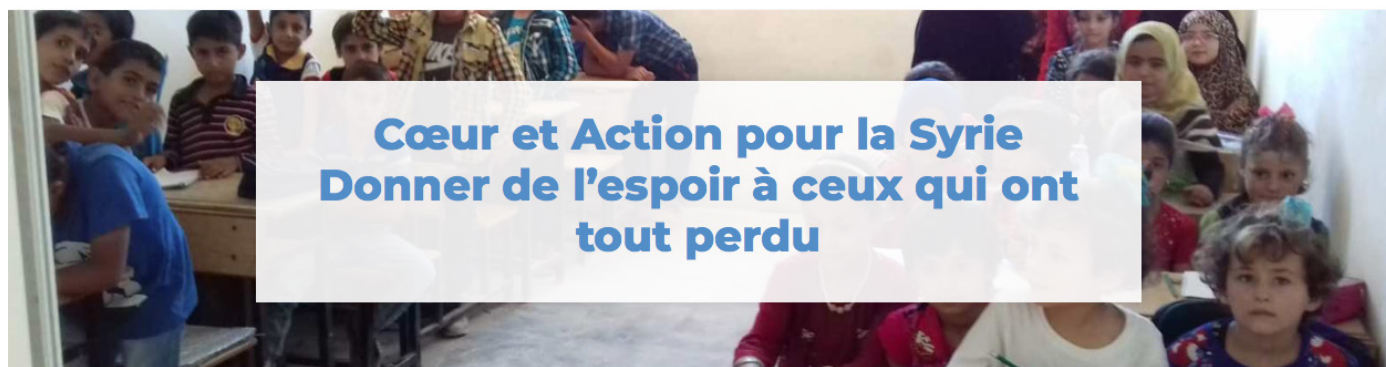 Cœur et Action pour la Syrie
Donner de l’espoir à ceux qui ont
tout perdu